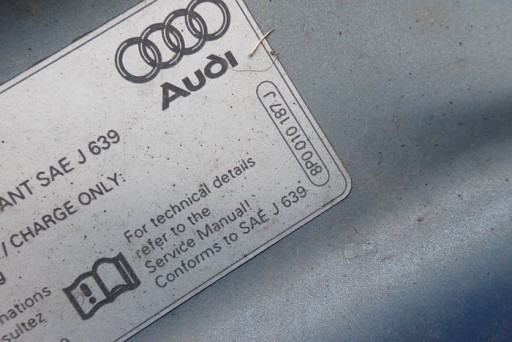 Audi
8P0.010.187.J
ANT SAE J 639
/ CHARGE ONLY:
g
For technical details
refer to the
Service Manual!
Conforms to SAE J 639
mations
sultez